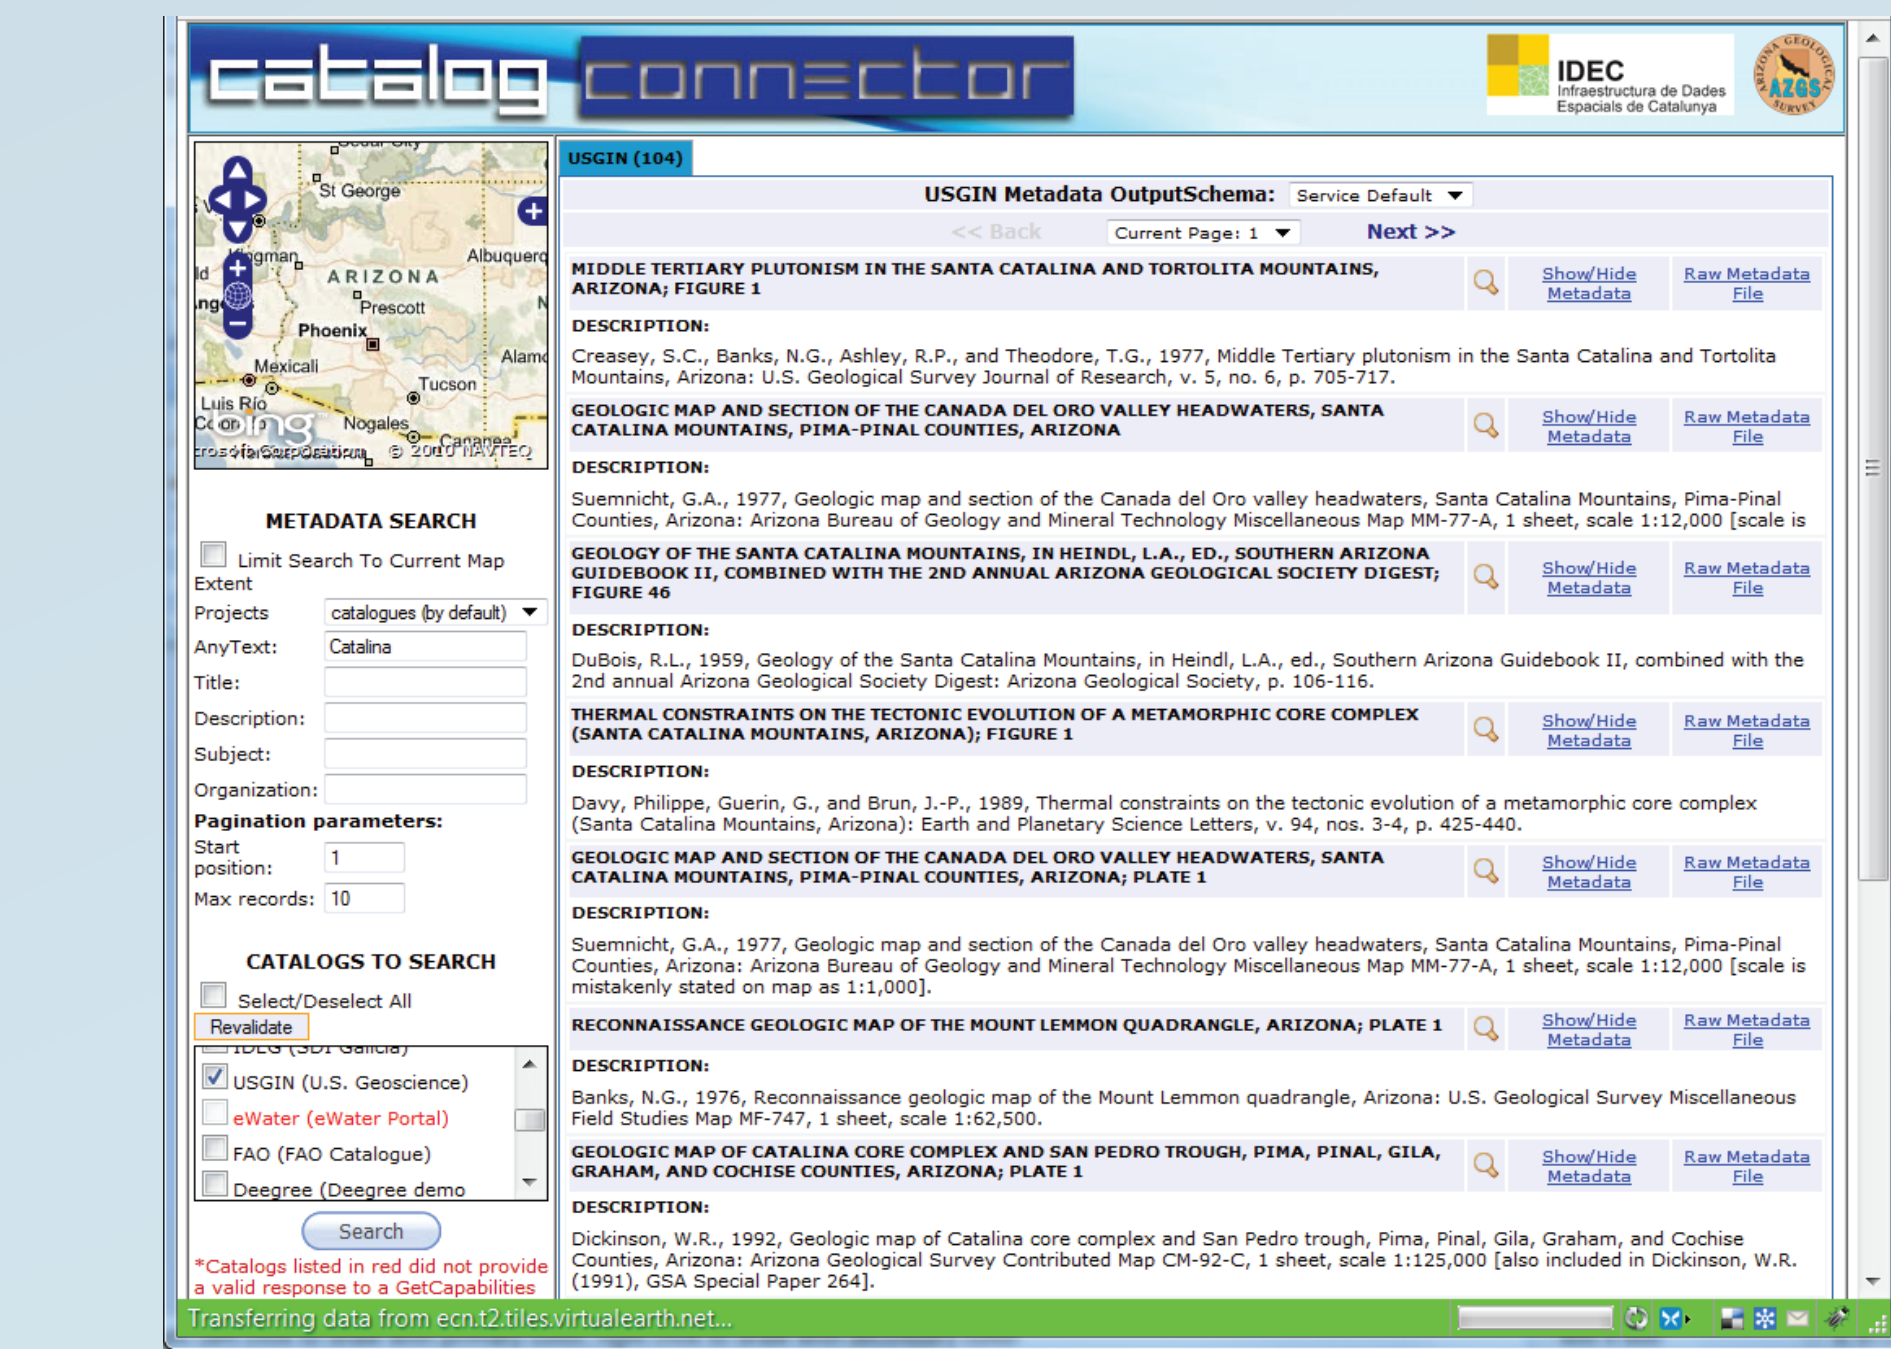 catalog connector
IDEC
Infraestructura de Dades
Espacials de Catalunya
ARIZONA GEOLOGICAL
AZGS
SURVEY
St George
Kingman
Albuquerq
ARIZONA
Prescott
Phoenix
Alamo
Mexicali
Tucson
Luis Río
Nogales
Cananea
bing
crosoft Corporation © 2010 NAVTEQ
METADATA SEARCH
Limit Search To Current Map
Extent
Projects catalogues (by default)
AnyText: Catalina
Title:
Description:
Subject:
Organization:
Pagination parameters:
Start
position: 1
Max records: 10
CATALOGS TO SEARCH
Select/Deselect All
Revalidate
IDEG (SDI Galicia)
USGIN (U.S. Geoscience)
eWater (eWater Portal)
FAO (FAO Catalogue)
Deegree (Deegree demo
Search
*Catalogs listed in red did not provide
a valid response to a GetCapabilities
USGIN (104)
USGIN Metadata OutputSchema: Service Default
<< Back Current Page: 1 Next >>
MIDDLE TERTIARY PLUTONISM IN THE SANTA CATALINA AND TORTOLITA MOUNTAINS,
ARIZONA; FIGURE 1
Show/Hide
Metadata
Raw Metadata
File
DESCRIPTION:
Creasey, S.C., Banks, N.G., Ashley, R.P., and Theodore, T.G., 1977, Middle Tertiary plutonism in the Santa Catalina and Tortolita
Mountains, Arizona: U.S. Geological Survey Journal of Research, v. 5, no. 6, p. 705-717.
GEOLOGIC MAP AND SECTION OF THE CANADA DEL ORO VALLEY HEADWATERS, SANTA
CATALINA MOUNTAINS, PIMA-PINAL COUNTIES, ARIZONA
Show/Hide
Metadata
Raw Metadata
File
DESCRIPTION:
Suemnicht, G.A., 1977, Geologic map and section of the Canada del Oro valley headwaters, Santa Catalina Mountains, Pima-Pinal
Counties, Arizona: Arizona Bureau of Geology and Mineral Technology Miscellaneous Map MM-77-A, 1 sheet, scale 1:12,000 [scale is
GEOLOGY OF THE SANTA CATALINA MOUNTAINS, IN HEINDL, L.A., ED., SOUTHERN ARIZONA
GUIDEBOOK II, COMBINED WITH THE 2ND ANNUAL ARIZONA GEOLOGICAL SOCIETY DIGEST;
FIGURE 46
Show/Hide
Metadata
Raw Metadata
File
DESCRIPTION:
DuBois, R.L., 1959, Geology of the Santa Catalina Mountains, in Heindl, L.A., ed., Southern Arizona Guidebook II, combined with the
2nd annual Arizona Geological Society Digest: Arizona Geological Society, p. 106-116.
THERMAL CONSTRAINTS ON THE TECTONIC EVOLUTION OF A METAMORPHIC CORE COMPLEX
(SANTA CATALINA MOUNTAINS, ARIZONA); FIGURE 1
Show/Hide
Metadata
Raw Metadata
File
DESCRIPTION:
Davy, Philippe, Guerin, G., and Brun, J.-P., 1989, Thermal constraints on the tectonic evolution of a metamorphic core complex
(Santa Catalina Mountains, Arizona): Earth and Planetary Science Letters, v. 94, nos. 3-4, p. 425-440.
GEOLOGIC MAP AND SECTION OF THE CANADA DEL ORO VALLEY HEADWATERS, SANTA
CATALINA MOUNTAINS, PIMA-PINAL COUNTIES, ARIZONA; PLATE 1
Show/Hide
Metadata
Raw Metadata
File
DESCRIPTION:
Suemnicht, G.A., 1977, Geologic map and section of the Canada del Oro valley headwaters, Santa Catalina Mountains, Pima-Pinal
Counties, Arizona: Arizona Bureau of Geology and Mineral Technology Miscellaneous Map MM-77-A, 1 sheet, scale 1:12,000 [scale is
mistakenly stated on map as 1:1,000].
RECONNAISSANCE GEOLOGIC MAP OF THE MOUNT LEMMON QUADRANGLE, ARIZONA; PLATE 1
Show/Hide
Metadata
Raw Metadata
File
DESCRIPTION:
Banks, N.G., 1976, Reconnaissance geologic map of the Mount Lemmon quadrangle, Arizona: U.S. Geological Survey Miscellaneous
Field Studies Map MF-747, 1 sheet, scale 1:62,500.
GEOLOGIC MAP OF CATALINA CORE COMPLEX AND SAN PEDRO TROUGH, PIMA, PINAL, GILA,
GRAHAM, AND COCHISE COUNTIES, ARIZONA; PLATE 1
Show/Hide
Metadata
Raw Metadata
File
DESCRIPTION:
Dickinson, W.R., 1992, Geologic map of Catalina core complex and San Pedro trough, Pima, Pinal, Gila, Graham, and Cochise
Counties, Arizona: Arizona Geological Survey Contributed Map CM-92-C, 1 sheet, scale 1:125,000 [also included in Dickinson, W.R.
(1991), GSA Special Paper 264].
Transferring data from ecn.t2.tiles.virtualearth.net...